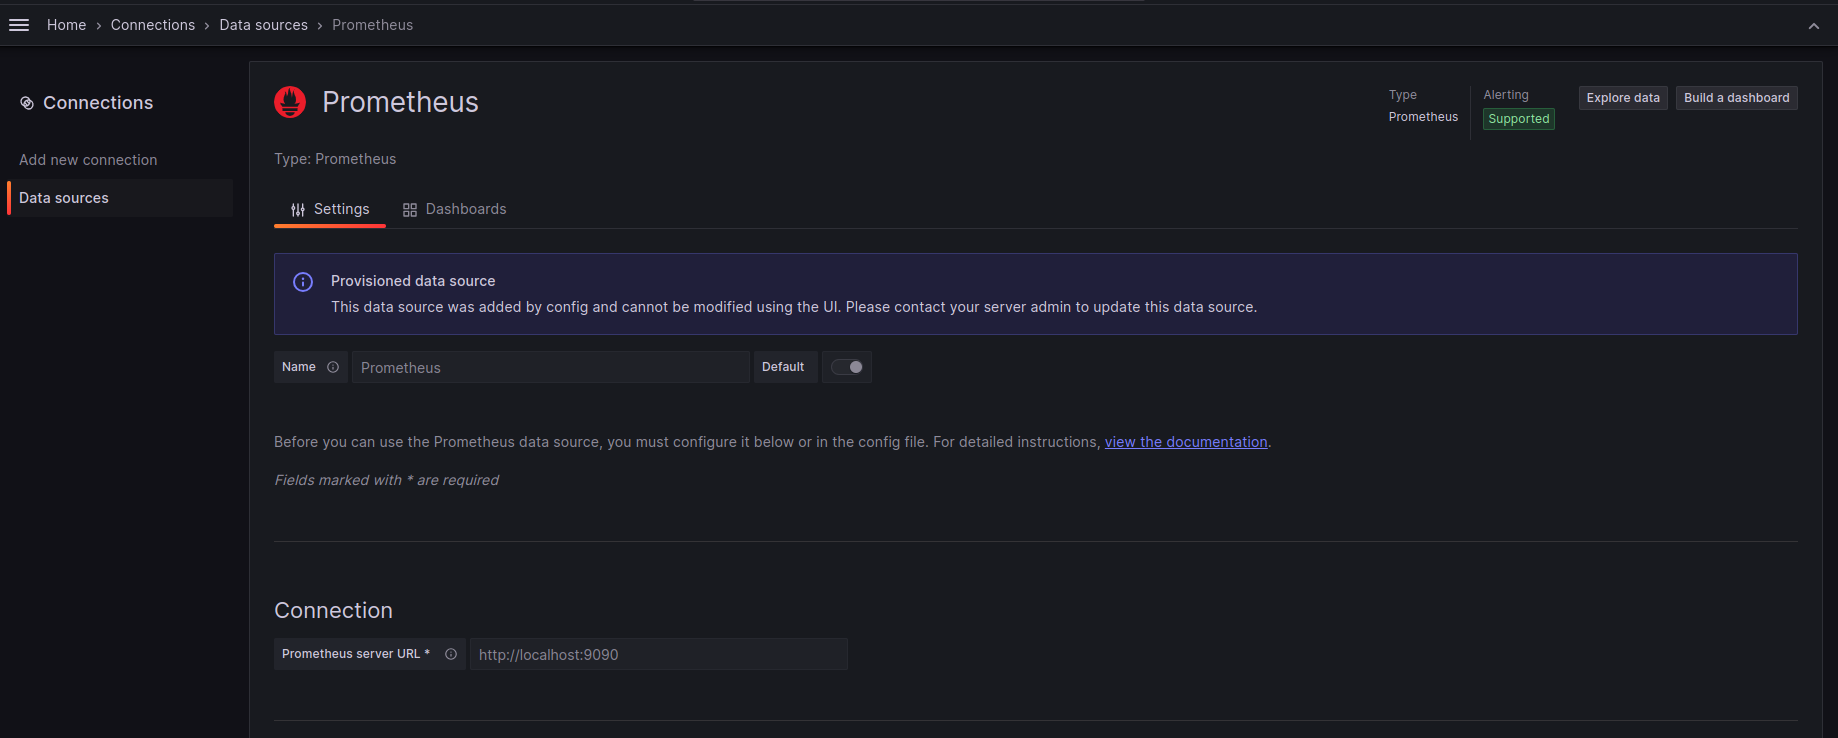 Home › Connections › Data sources › Prometheus
Connections
Add new connection
Data sources
Prometheus
Type
Prometheus
Alerting
Supported
Explore data
Build a dashboard
Type: Prometheus
Settings
Dashboards
Provisioned data source
This data source was added by config and cannot be modified using the UI. Please contact your server admin to update this data source.
Name
Prometheus
Default
Before you can use the Prometheus data source, you must configure it below or in the config file. For detailed instructions, view the documentation.
Fields marked with * are required
Connection
Prometheus server URL *
http://localhost:9090